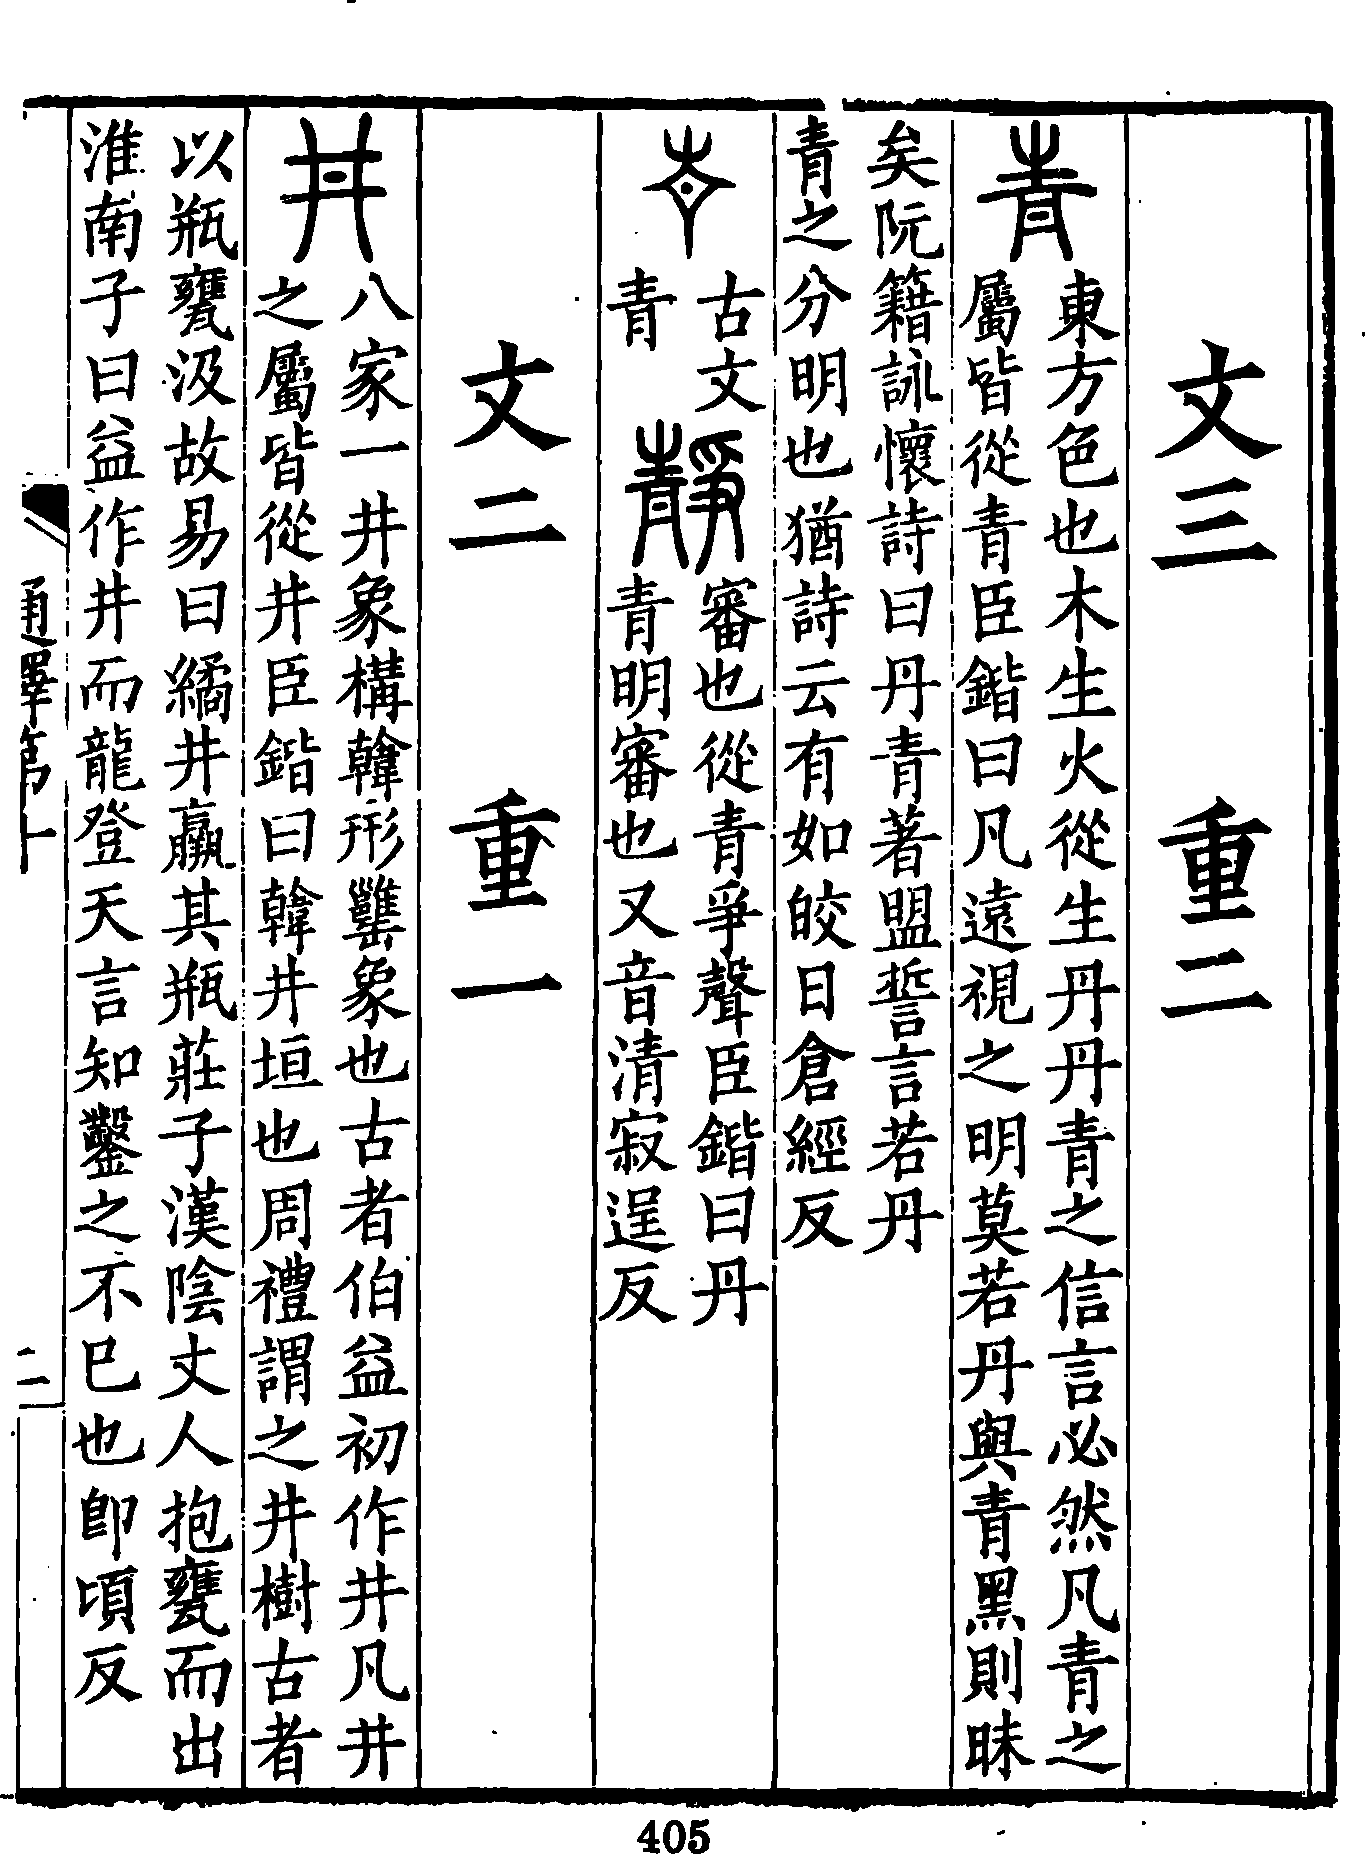 文三　重二
青
東方色也木生火從生丹丹青之信言必然凡青之
屬皆從青臣鍇曰凡遠視之明莫若丹與青黑則昧
矣阮籍詠懷詩曰丹青著盟誓言若丹
青之分明也猶詩云有如皎日倉經反
古文
青
靜
審也從青爭聲臣鍇曰丹
青明審也又音清寂逞反
文二　重一
丼
八家一井象構韓形罋象也古者伯益初作井凡丼
之屬皆從丼臣鍇曰韓井垣也周禮謂之井樹古者
以瓶甕汲故易曰繘井羸其瓶莊子漢陰丈人抱甕而出
淮南子曰益作井而龍登天言知鑿之不已也卽頃反
通釋第十
二
405